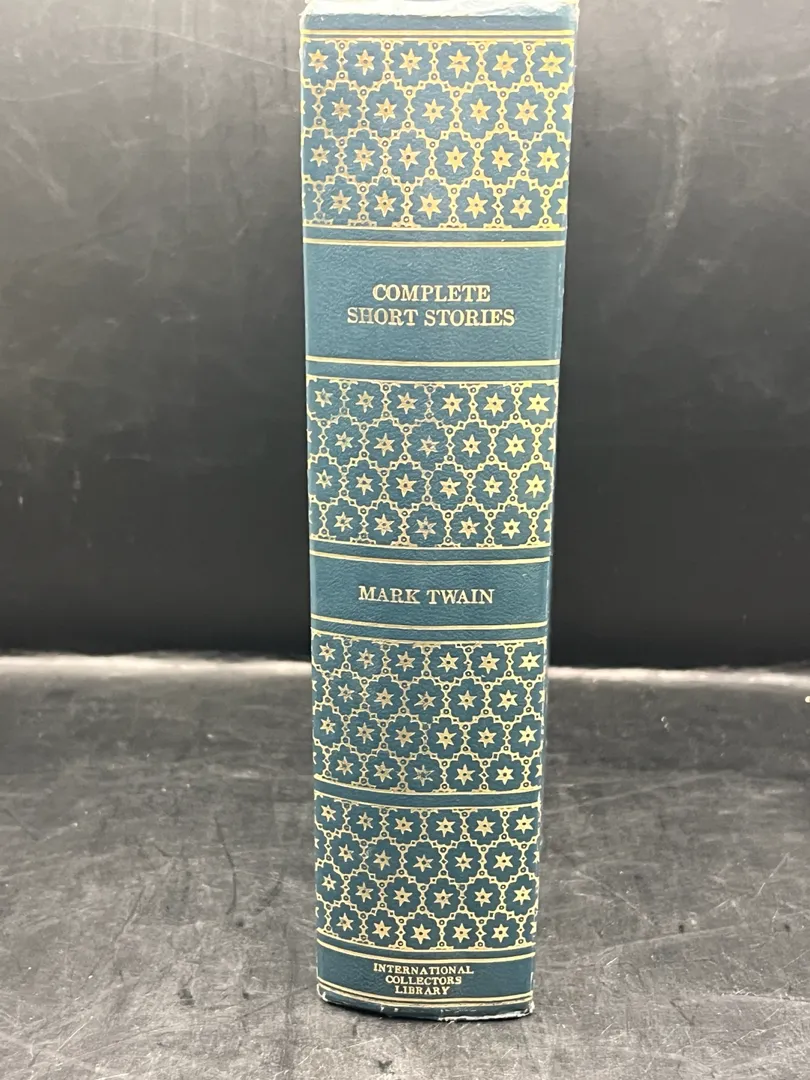 COMPLETE
SHORT STORIES
MARK TWAIN
INTERNATIONAL
COLLECTORS
LIBRARY